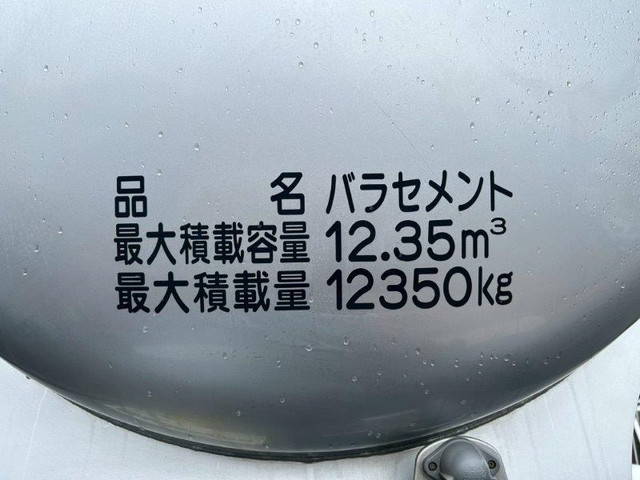 品名 バラセメント
最大積載容量 12.35m³
最大積載量 12350kg